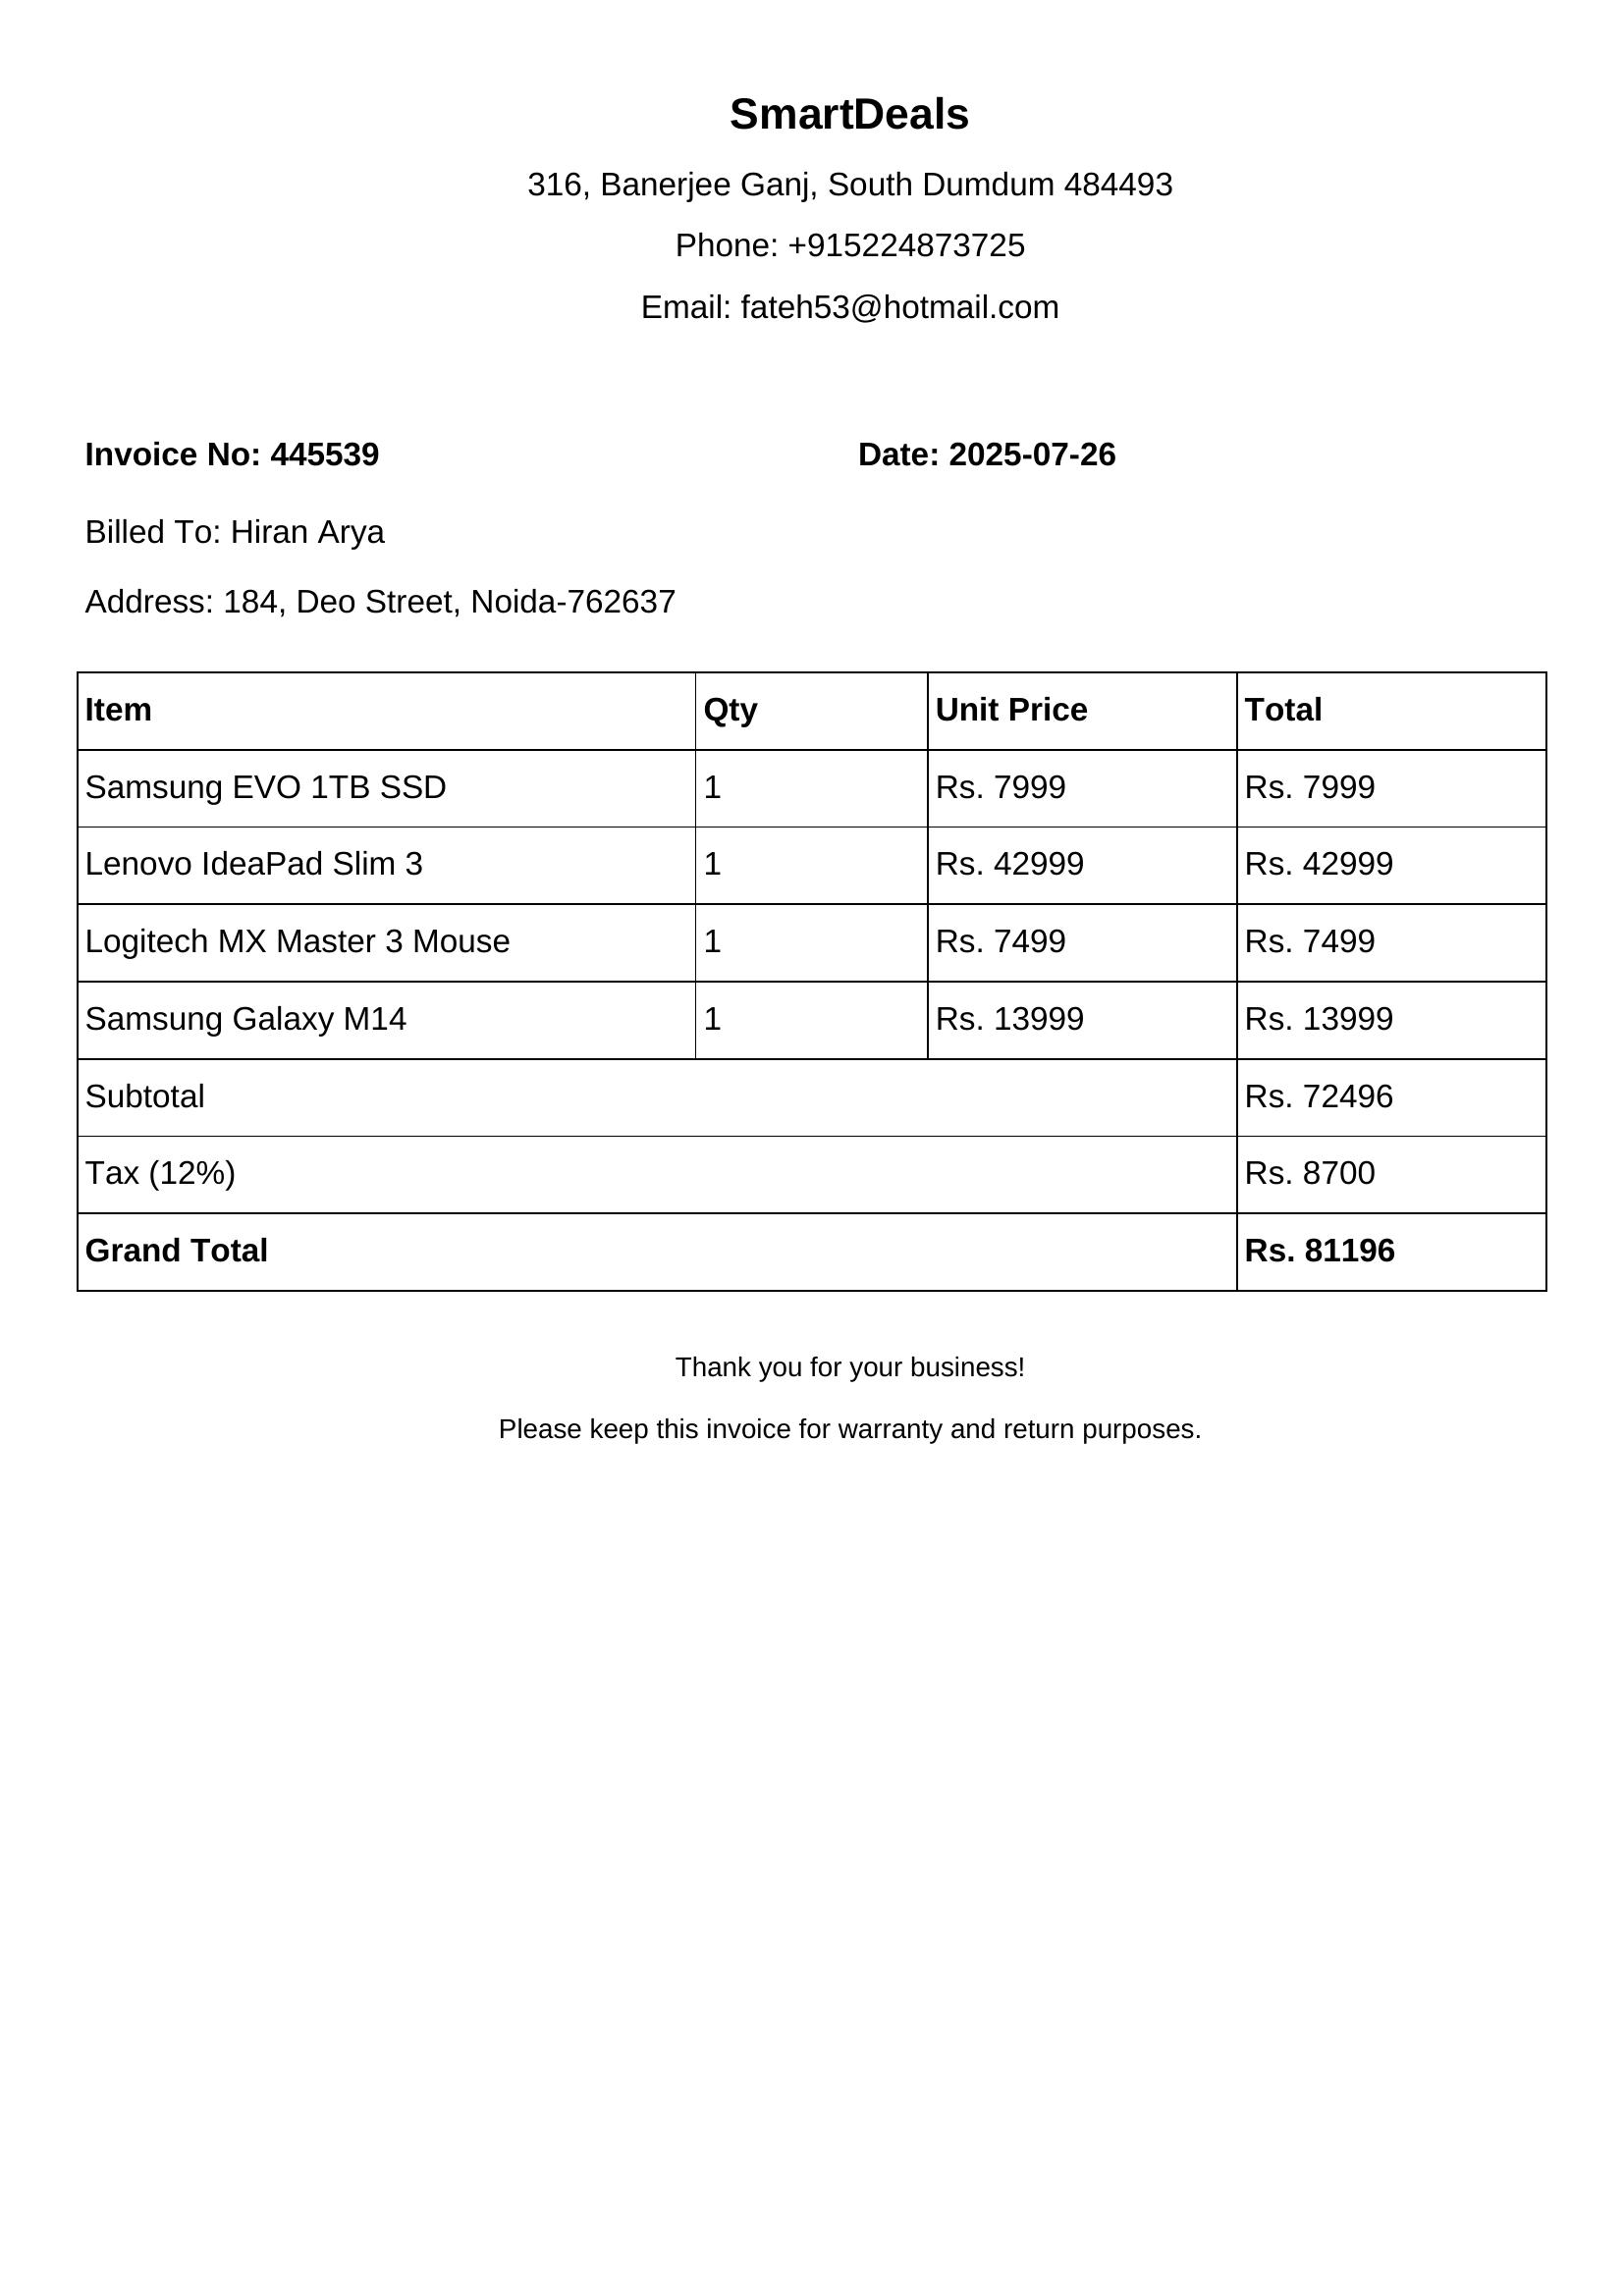 SmartDeals
316, Banerjee Ganj, South Dumdum 484493
Phone: +915224873725
Email: fateh53@hotmail.com
Invoice No: 445539 Date: 2025-07-26
Billed To: Hiran Arya
Address: 184, Deo Street, Noida-762637
Item Qty Unit Price Total
Samsung EVO 1TB SSD 1 Rs. 7999 Rs. 7999
Lenovo IdeaPad Slim 3 1 Rs. 42999 Rs. 42999
Logitech MX Master 3 Mouse 1 Rs. 7499 Rs. 7499
Samsung Galaxy M14 1 Rs. 13999 Rs. 13999
Subtotal Rs. 72496
Tax (12%) Rs. 8700
Grand Total Rs. 81196
Thank you for your business!
Please keep this invoice for warranty and return purposes.